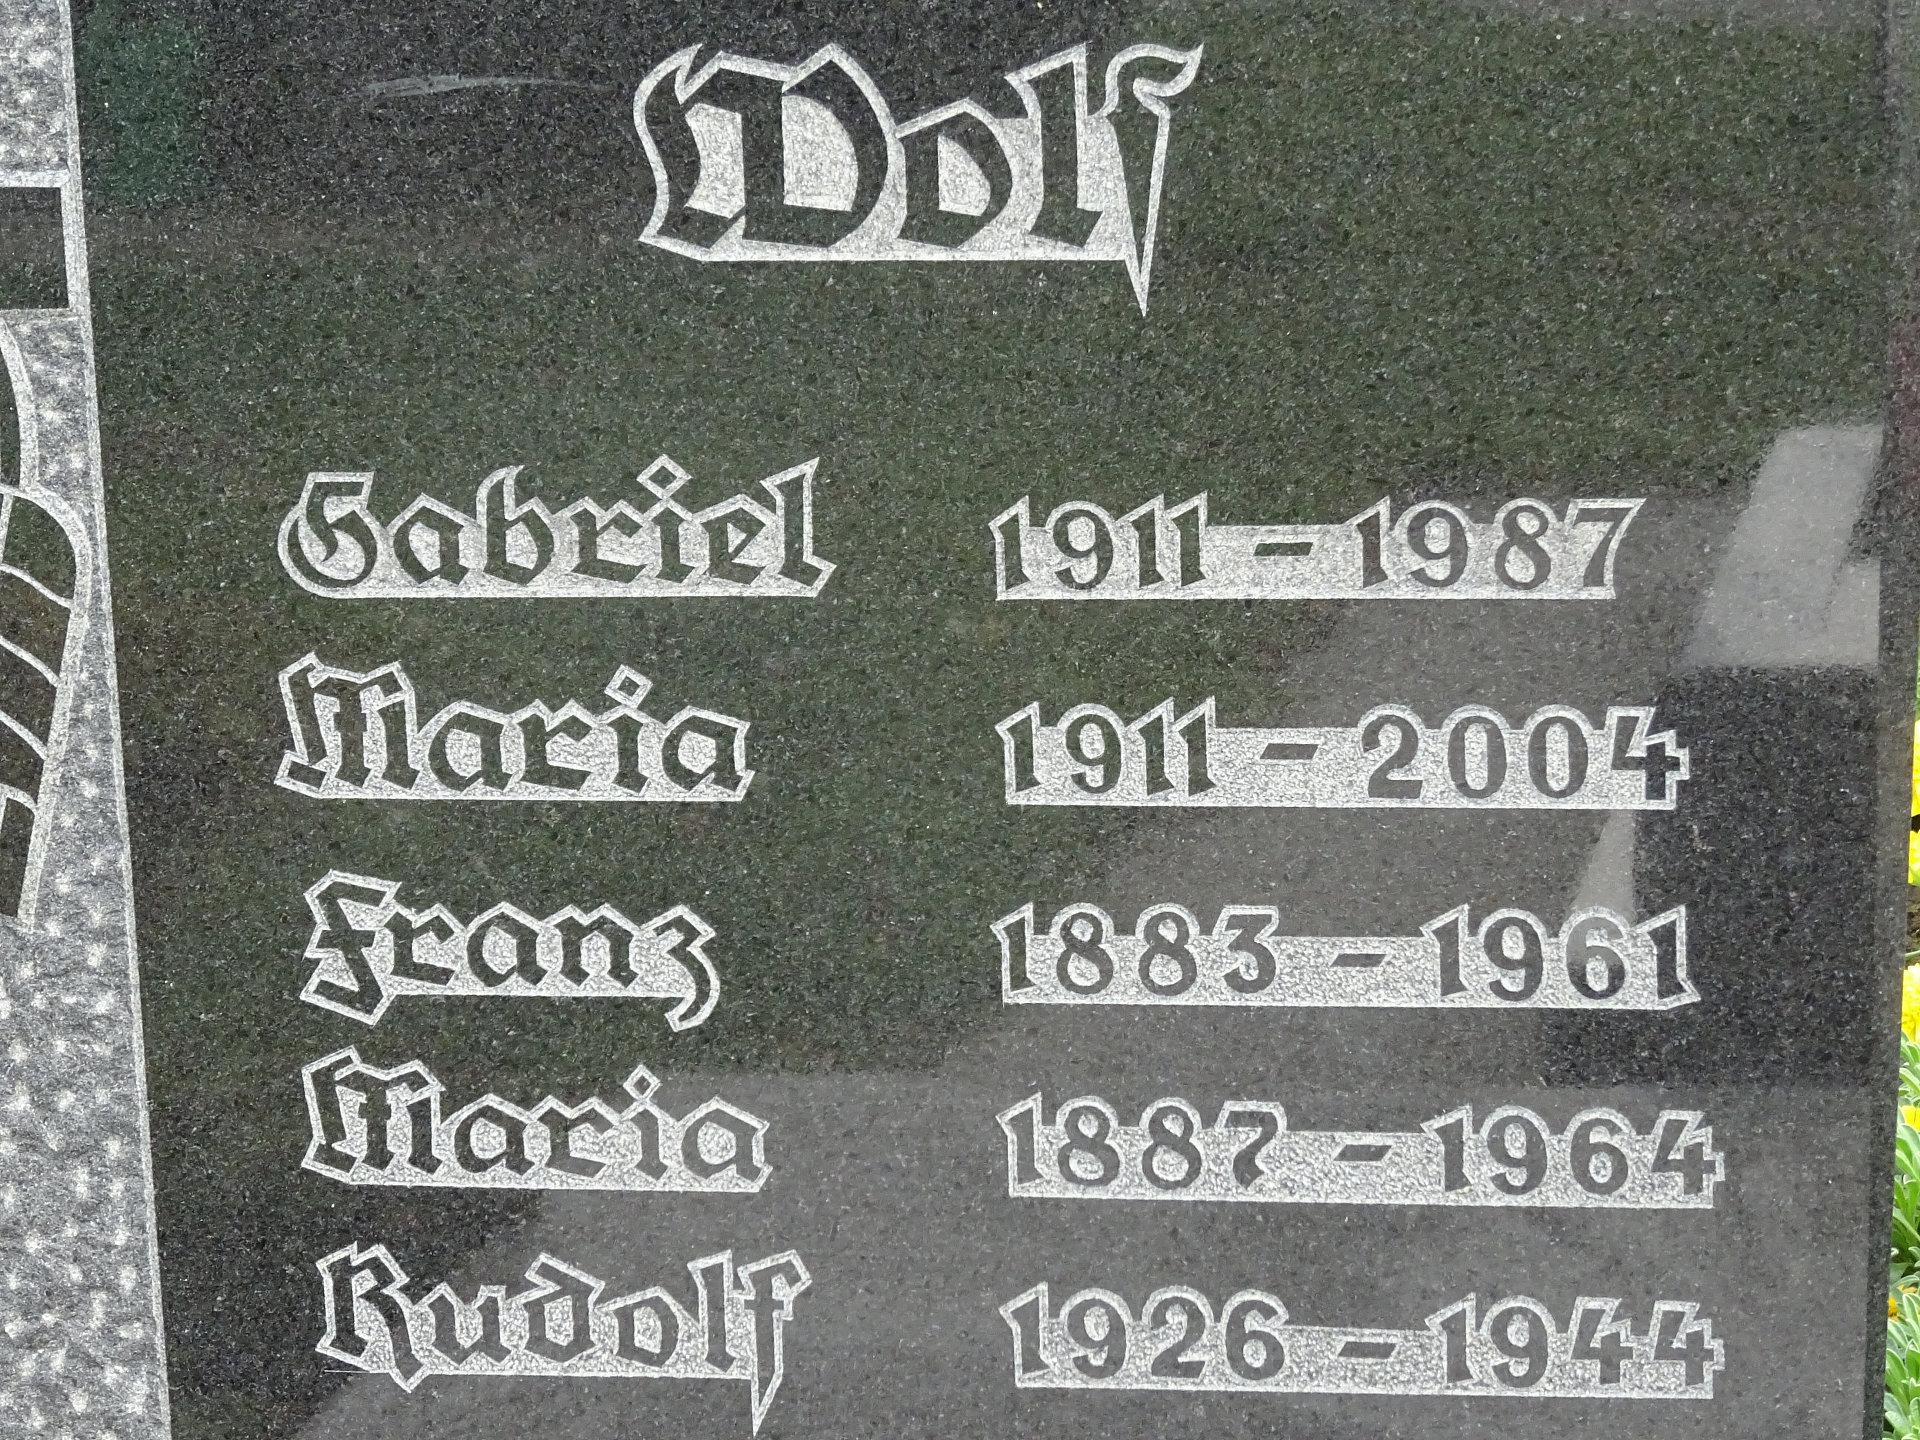 Wolf
Gabriel 1911 – 1987
Maria 1911 – 2004
Franz 1883 – 1961
Maria 1887 – 1964
Rudolf 1926 – 1944